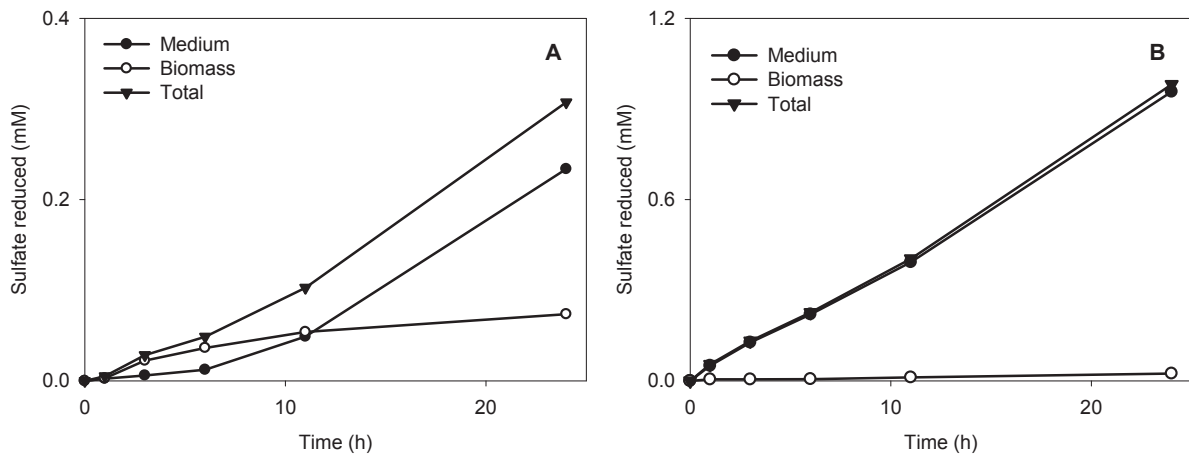 0.4
Medium
Biomass
Total
A
Sulfate reduced (mM)
0.2
0.0
0
10
20
Time (h)
1.2
Medium
Biomass
Total
B
Sulfate reduced (mM)
0.6
0.0
0
10
20
Time (h)